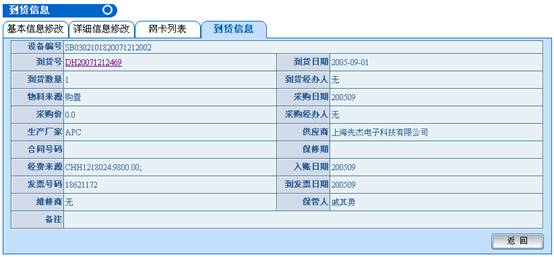 到货信息
基本信息修改 详细信息修改 网卡列表 到货信息
设备编号 SB0302101820071212002
到货号 DH20071212469 到货日期 2005-09-01
到货数量 1 到货经办人 无
物料来源 购置 采购日期 200509
采购价 0.0 采购经办人 无
生产厂家 APC 供应商 上海先杰电子科技有限公司
合同号码 保修期
经费来源 CHH1218024:9800.00; 入账日期 200509
发票号码 18621172 到发票日期 200509
维修商 无 保管人 戚其勇
备注
返 回